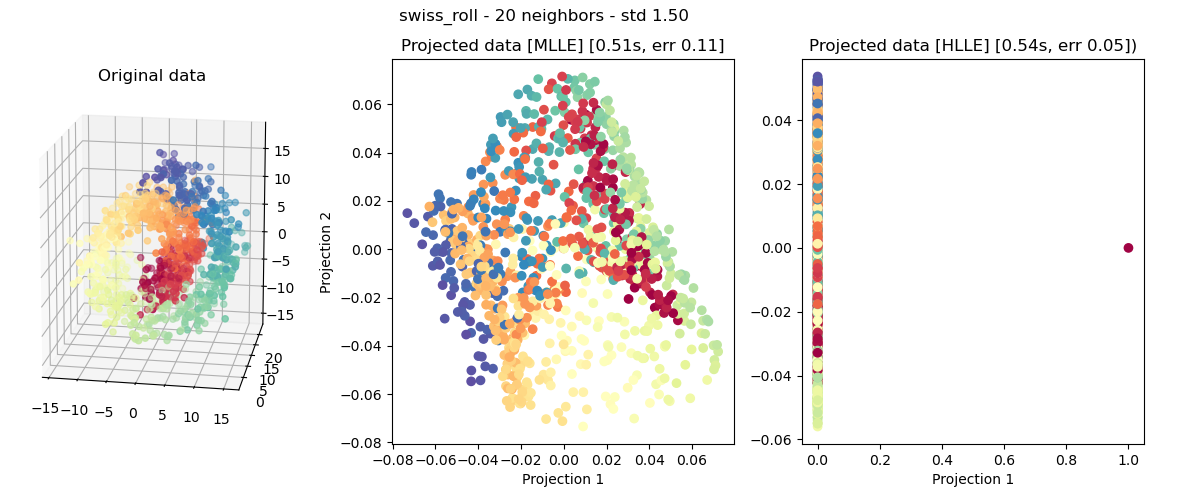 swiss_roll - 20 neighbors - std 1.50
Original data
15
10
5
0
−5
−10
−15
20
15
10
5
0
−15 −10 −5 0 5 10 15
Projected data [MLLE] [0.51s, err 0.11]
Projection 2
0.06
0.04
0.02
0.00
−0.02
−0.04
−0.06
−0.08
−0.08 −0.06 −0.04 −0.02 0.00 0.02 0.04 0.06
Projection 1
Projected data [HLLE] [0.54s, err 0.05])
0.04
0.02
0.00
−0.02
−0.04
−0.06
0.0 0.2 0.4 0.6 0.8 1.0
Projection 1